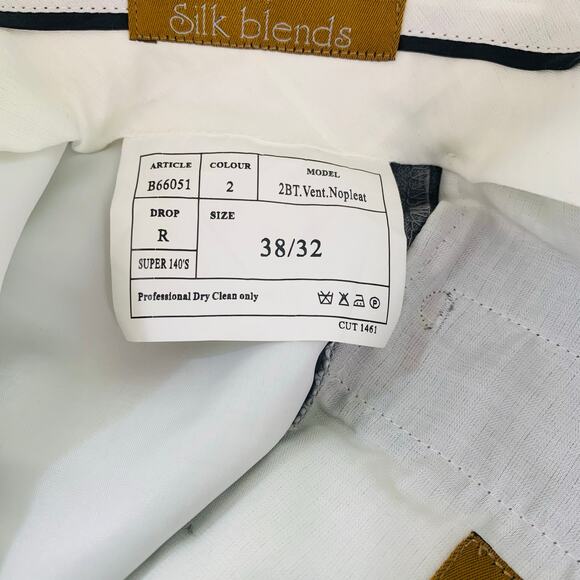 Silk blends
ARTICLE COLOUR MODEL
B66051 2 2BT.Vent.Nopleat
DROP SIZE
R 38/32
SUPER 140'S
Professional Dry Clean only P
CUT 1461